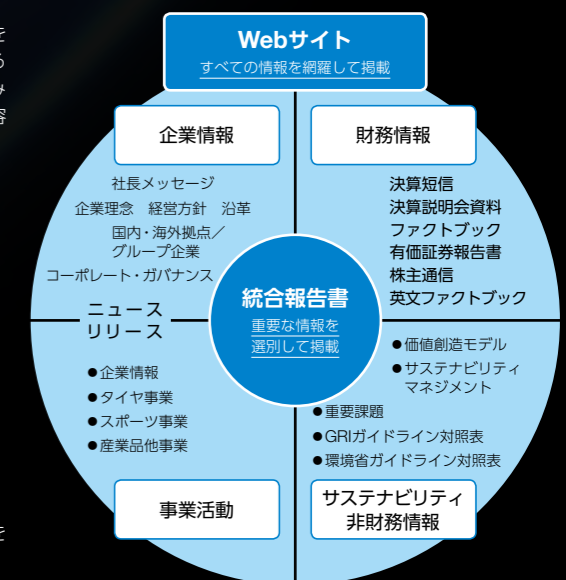 Webサイト
すべての情報を網羅して掲載
企業情報
社長メッセージ
企業理念 経営方針 沿革
国内・海外拠点／
グループ企業
コーポレート・ガバナンス
財務情報
決算短信
決算説明会資料
ファクトブック
有価証券報告書
株主通信
英文ファクトブック
統合報告書
重要な情報を
選別して掲載
ニュース
リリース
●企業情報
●タイヤ事業
●スポーツ事業
●産業品他事業
事業活動
●価値創造モデル
●サステナビリティ
マネジメント
●重要課題
●GRIガイドライン対照表
●環境省ガイドライン対照表
サステナビリティ
非財務情報